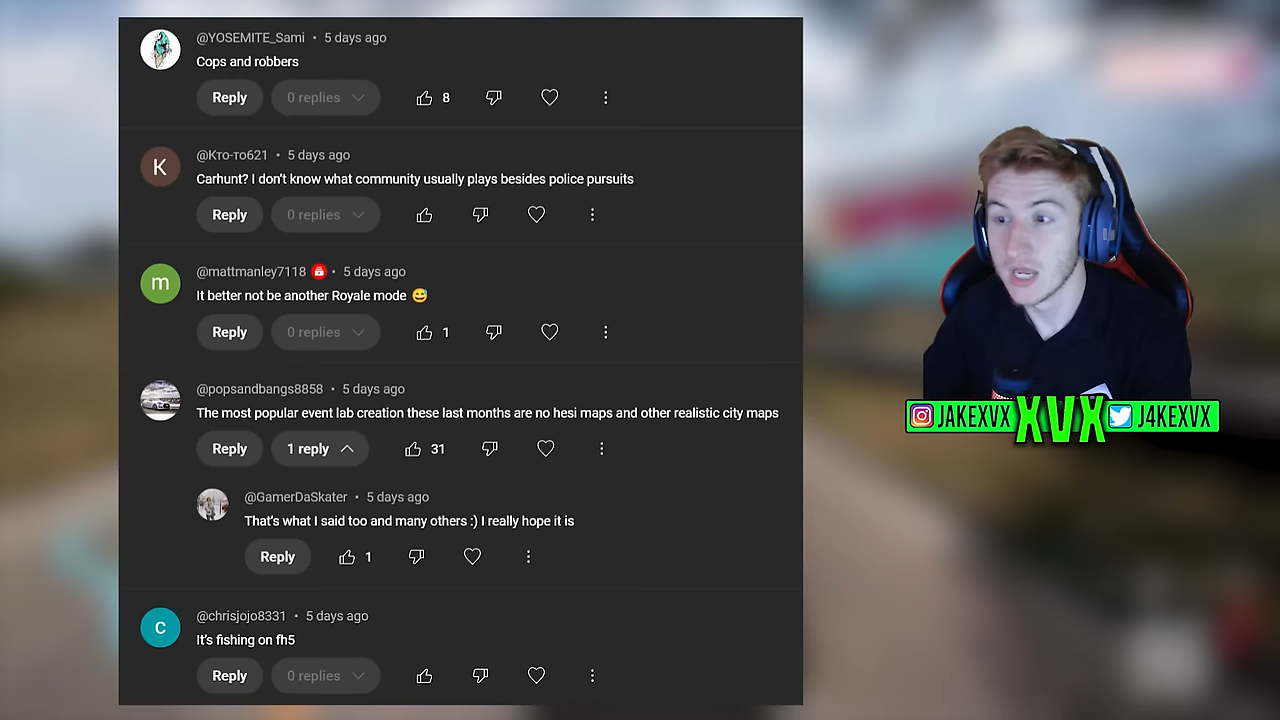 @YOSEMITE_Sami • 5 days ago
Cops and robbers
Reply 0 replies 8
K
@Кто-то621 • 5 days ago
Carhunt? I don't know what community usually plays besides police pursuits
Reply 0 replies
m
@mattmanley7118 • 5 days ago
It better not be another Royale mode 😅
Reply 0 replies 1
@popsandbangs8858 • 5 days ago
The most popular event lab creation these last months are no hesi maps and other realistic city maps
Reply 1 reply 31
@GamerDaSkater • 5 days ago
That's what I said too and many others :) I really hope it is
Reply 1
C
@chrisjojo8331 • 5 days ago
It's fishing on fh5
Reply 0 replies
JAKEXVX XVX J4KEXVX